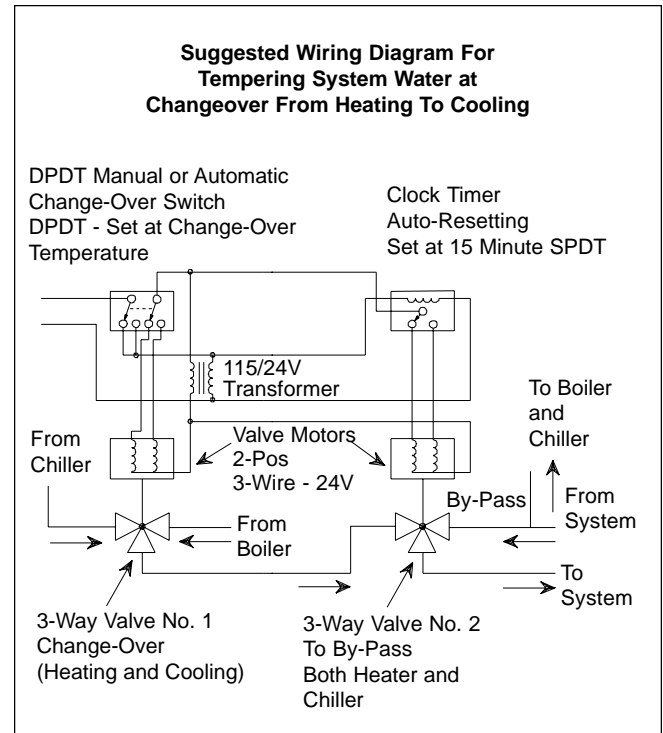 Suggested Wiring Diagram For
Tempering System Water at
Changeover From Heating To Cooling
DPDT Manual or Automatic
Change-Over Switch
DPDT - Set at Change-Over
Temperature
Clock Timer
Auto-Resetting
Set at 15 Minute SPDT
115/24V
Transformer
To Boiler
and
Chiller
From
Chiller
Valve Motors
2-Pos
3-Wire - 24V
By-Pass
From
System
From
Boiler
To
System
3-Way Valve No. 1
Change-Over
(Heating and Cooling)
3-Way Valve No. 2
To By-Pass
Both Heater and
Chiller